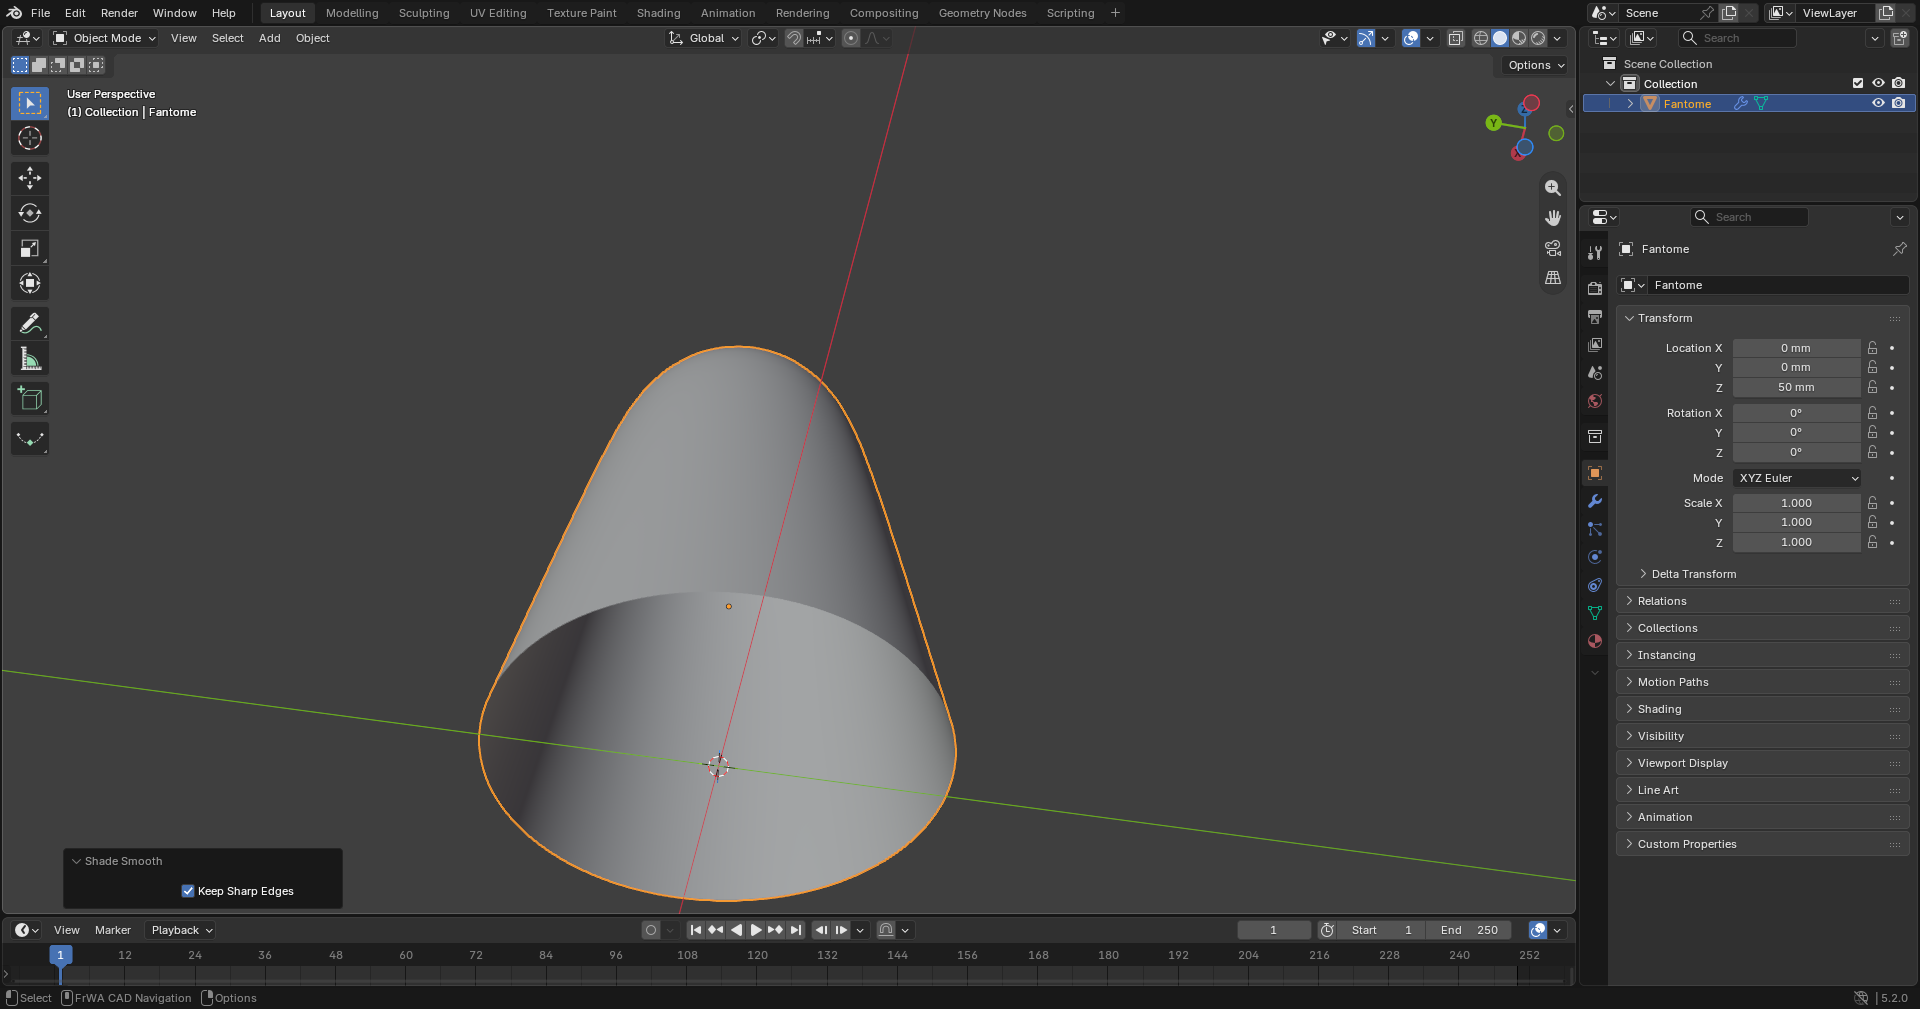 File Edit Render Window Help Layout Modelling Sculpting UV Editing Texture Paint Shading Animation Rendering Compositing Geometry Nodes Scripting + Scene ViewLayer
Object Mode View Select Add Object Global Search
Options
User Perspective
(1) Collection | Fantome
Y
Z
X
Scene Collection
Collection
Fantome
Search
Fantome
Fantome
Transform
Location X 0 mm
Y 0 mm
Z 50 mm
Rotation X 0°
Y 0°
Z 0°
Mode XYZ Euler
Scale X 1.000
Y 1.000
Z 1.000
Delta Transform
Relations
Collections
Instancing
Motion Paths
Shading
Visibility
Viewport Display
Line Art
Animation
Custom Properties
Shade Smooth
Keep Sharp Edges
View Marker Playback 1 Start 1 End 250
1 12 24 36 48 60 72 84 96 108 120 132 144 156 168 180 192 204 216 228 240 252
Select FrWA CAD Navigation Options 5.2.0